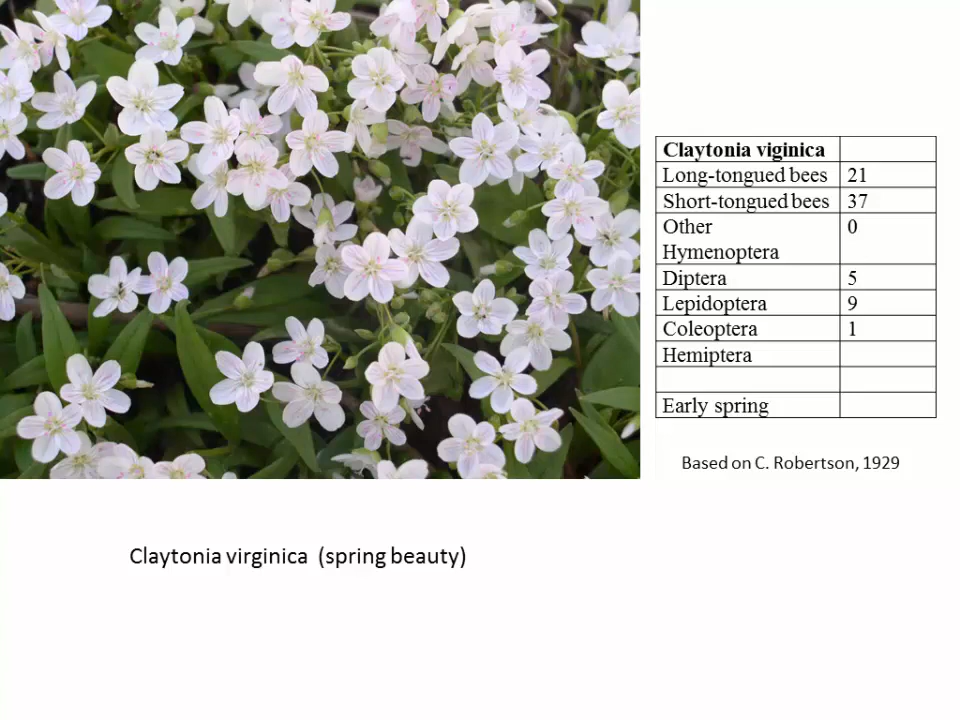 Claytonia viginica
Long-tongued bees 21
Short-tongued bees 37
Other 0
Hymenoptera
Diptera 5
Lepidoptera 9
Coleoptera 1
Hemiptera
Early spring
Based on C. Robertson, 1929
Claytonia virginica (spring beauty)